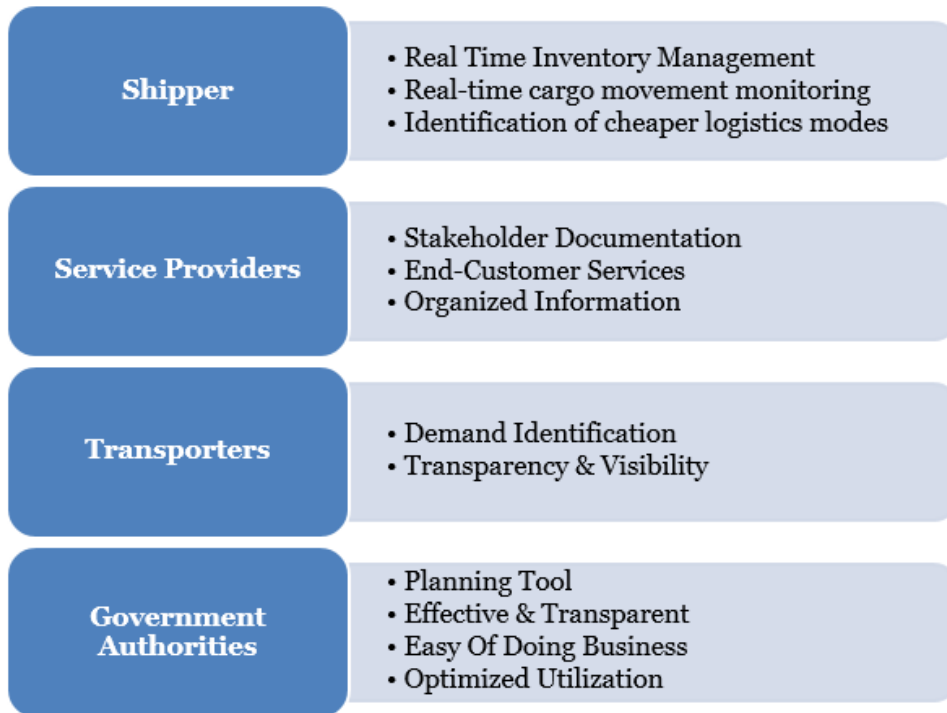 Shipper
• Real Time Inventory Management
• Real-time cargo movement monitoring
• Identification of cheaper logistics modes
Service Providers
• Stakeholder Documentation
• End-Customer Services
• Organized Information
Transporters
• Demand Identification
• Transparency & Visibility
Government
Authorities
• Planning Tool
• Effective & Transparent
• Easy Of Doing Business
• Optimized Utilization